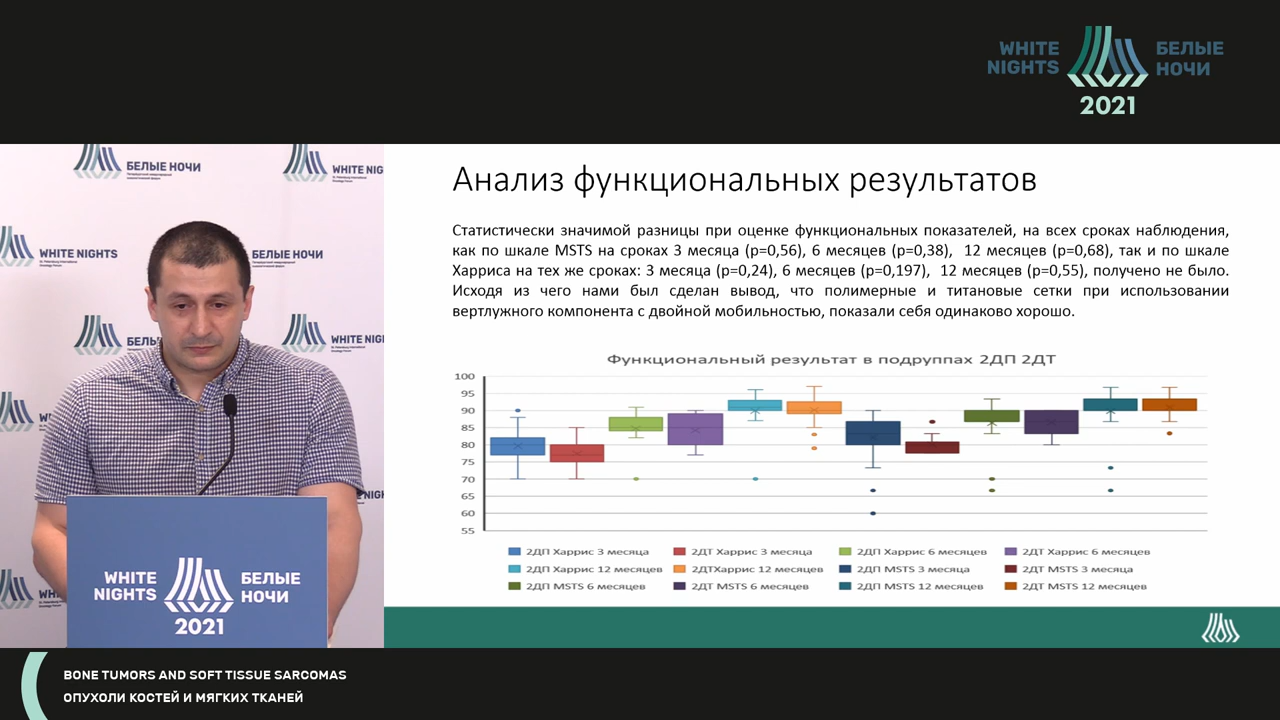 WHITE NIGHTS
БЕЛЫЕ НОЧИ
2021
БЕЛЫЕ НОЧИ
WHITE NIG
WHITE NIGHTS
БЕЛЫЕ НОЧИ
БЕЛЫ
WHITE NIG
WHITE
NIGHTS
БЕЛЫЕ
НОЧИ
2021
Анализ функциональных результатов
Статистически значимой разницы при оценке функциональных показателей, на всех сроках наблюдения,
как по шкале MSTS на сроках 3 месяца (p=0,56), 6 месяцев (p=0,38), 12 месяцев (p=0,68), так и по шкале
Харриса на тех же сроках: 3 месяца (p=0,24), 6 месяцев (p=0,197), 12 месяцев (p=0,55), получено не было.
Исходя из чего нами был сделан вывод, что полимерные и титановые сетки при использовании
вертлужного компонента с двойной мобильностью, показали себя одинаково хорошо.
Функциональный результат в подруппах 2ДП 2ДТ
100
95
90
85
80
75
70
65
60
55
2ДП Харрис 3 месяца 2ДТ Харрис 3 месяца 2ДП Харрис 6 месяцев 2ДТ Харрис 6 месяцев
2ДП Харрис 12 месяцев 2ДТХаррис 12 месяцев 2ДП MSTS 3 месяца 2ДТ MSTS 3 месяца
2ДП MSTS 6 месяцев 2ДТ MSTS 6 месяцев 2ДП MSTS 12 месяцев 2ДТ MSTS 12 месяцев
BONE TUMORS AND SOFT TISSUE SARCOMAS
ОПУХОЛИ КОСТЕЙ И МЯГКИХ ТКАНЕЙ